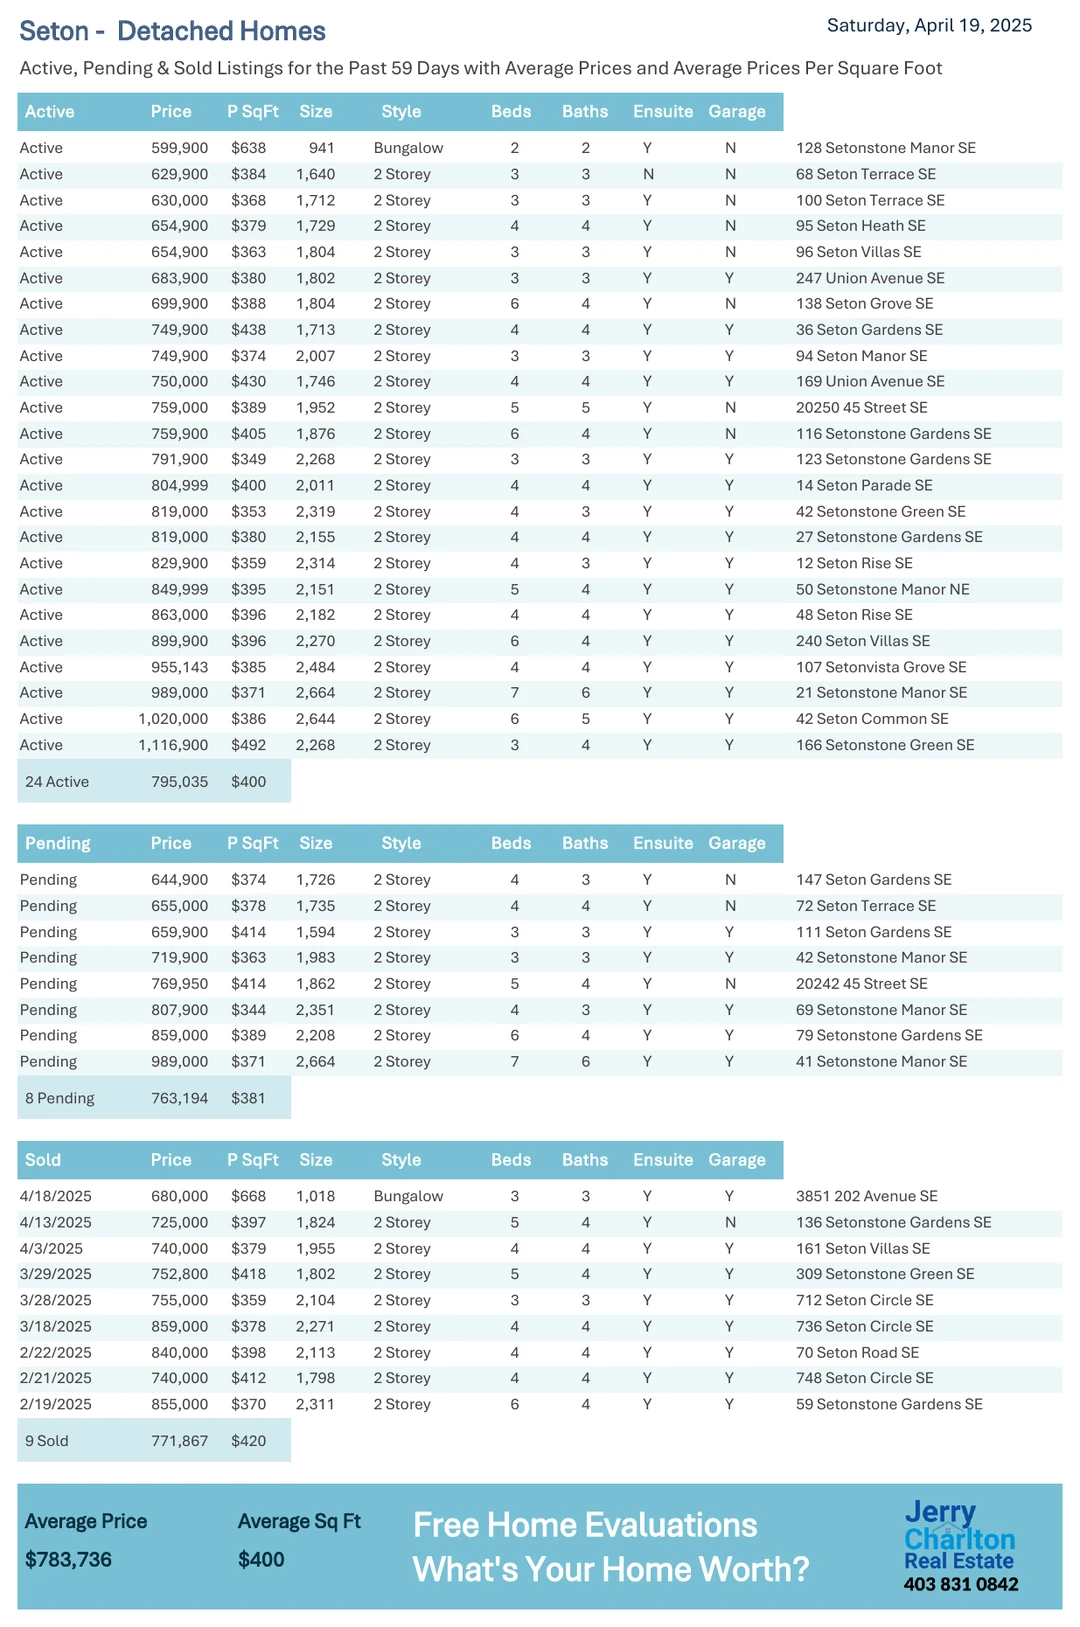 Seton -  Detached Homes
Saturday, April 19, 2025
Active, Pending & Sold Listings for the Past 59 Days with Average Prices and Average Prices Per Square Foot
Active Price P SqFt Size Style Beds Baths Ensuite Garage
Active 599,900 $638 941 Bungalow 2 2 Y N 128 Setonstone Manor SE
Active 629,900 $384 1,640 2 Storey 3 3 N N 68 Seton Terrace SE
Active 630,000 $368 1,712 2 Storey 3 3 Y N 100 Seton Terrace SE
Active 654,900 $379 1,729 2 Storey 4 4 Y N 95 Seton Heath SE
Active 654,900 $363 1,804 2 Storey 3 3 Y N 96 Seton Villas SE
Active 683,900 $380 1,802 2 Storey 3 3 Y Y 247 Union Avenue SE
Active 699,900 $388 1,804 2 Storey 6 4 Y N 138 Seton Grove SE
Active 749,900 $438 1,713 2 Storey 4 4 Y Y 36 Seton Gardens SE
Active 749,900 $374 2,007 2 Storey 3 3 Y Y 94 Seton Manor SE
Active 750,000 $430 1,746 2 Storey 4 4 Y Y 169 Union Avenue SE
Active 759,000 $389 1,952 2 Storey 5 5 Y N 20250 45 Street SE
Active 759,900 $405 1,876 2 Storey 6 4 Y N 116 Setonstone Gardens SE
Active 791,900 $349 2,268 2 Storey 3 3 Y Y 123 Setonstone Gardens SE
Active 804,999 $400 2,011 2 Storey 4 4 Y Y 14 Seton Parade SE
Active 819,000 $353 2,319 2 Storey 4 3 Y Y 42 Setonstone Green SE
Active 819,000 $380 2,155 2 Storey 4 4 Y Y 27 Setonstone Gardens SE
Active 829,900 $359 2,314 2 Storey 4 3 Y Y 12 Seton Rise SE
Active 849,999 $395 2,151 2 Storey 5 4 Y Y 50 Setonstone Manor NE
Active 863,000 $396 2,182 2 Storey 4 4 Y Y 48 Seton Rise SE
Active 899,900 $396 2,270 2 Storey 6 4 Y Y 240 Seton Villas SE
Active 955,143 $385 2,484 2 Storey 4 4 Y Y 107 Setonvista Grove SE
Active 989,000 $371 2,664 2 Storey 7 6 Y Y 21 Setonstone Manor SE
Active 1,020,000 $386 2,644 2 Storey 6 5 Y Y 42 Seton Common SE
Active 1,116,900 $492 2,268 2 Storey 3 4 Y Y 166 Setonstone Green SE
24 Active 795,035 $400
Pending Price P SqFt Size Style Beds Baths Ensuite Garage
Pending 644,900 $374 1,726 2 Storey 4 3 Y N 147 Seton Gardens SE
Pending 655,000 $378 1,735 2 Storey 4 4 Y N 72 Seton Terrace SE
Pending 659,900 $414 1,594 2 Storey 3 3 Y Y 111 Seton Gardens SE
Pending 719,900 $363 1,983 2 Storey 3 3 Y Y 42 Setonstone Manor SE
Pending 769,950 $414 1,862 2 Storey 5 4 Y N 20242 45 Street SE
Pending 807,900 $344 2,351 2 Storey 4 3 Y Y 69 Setonstone Manor SE
Pending 859,000 $389 2,208 2 Storey 6 4 Y Y 79 Setonstone Gardens SE
Pending 989,000 $371 2,664 2 Storey 7 6 Y Y 41 Setonstone Manor SE
8 Pending 763,194 $381
Sold Price P SqFt Size Style Beds Baths Ensuite Garage
4/18/2025 680,000 $668 1,018 Bungalow 3 3 Y Y 3851 202 Avenue SE
4/13/2025 725,000 $397 1,824 2 Storey 5 4 Y N 136 Setonstone Gardens SE
4/3/2025 740,000 $379 1,955 2 Storey 4 4 Y Y 161 Seton Villas SE
3/29/2025 752,800 $418 1,802 2 Storey 5 4 Y Y 309 Setonstone Green SE
3/28/2025 755,000 $359 2,104 2 Storey 3 3 Y Y 712 Seton Circle SE
3/18/2025 859,000 $378 2,271 2 Storey 4 4 Y Y 736 Seton Circle SE
2/22/2025 840,000 $398 2,113 2 Storey 4 4 Y Y 70 Seton Road SE
2/21/2025 740,000 $412 1,798 2 Storey 4 4 Y Y 748 Seton Circle SE
2/19/2025 855,000 $370 2,311 2 Storey 6 4 Y Y 59 Setonstone Gardens SE
9 Sold 771,867 $420
Average Price Average Sq Ft
$783,736 $400
Free Home Evaluations
What's Your Home Worth?
Jerry
Charlton
Real Estate
403 831 0842